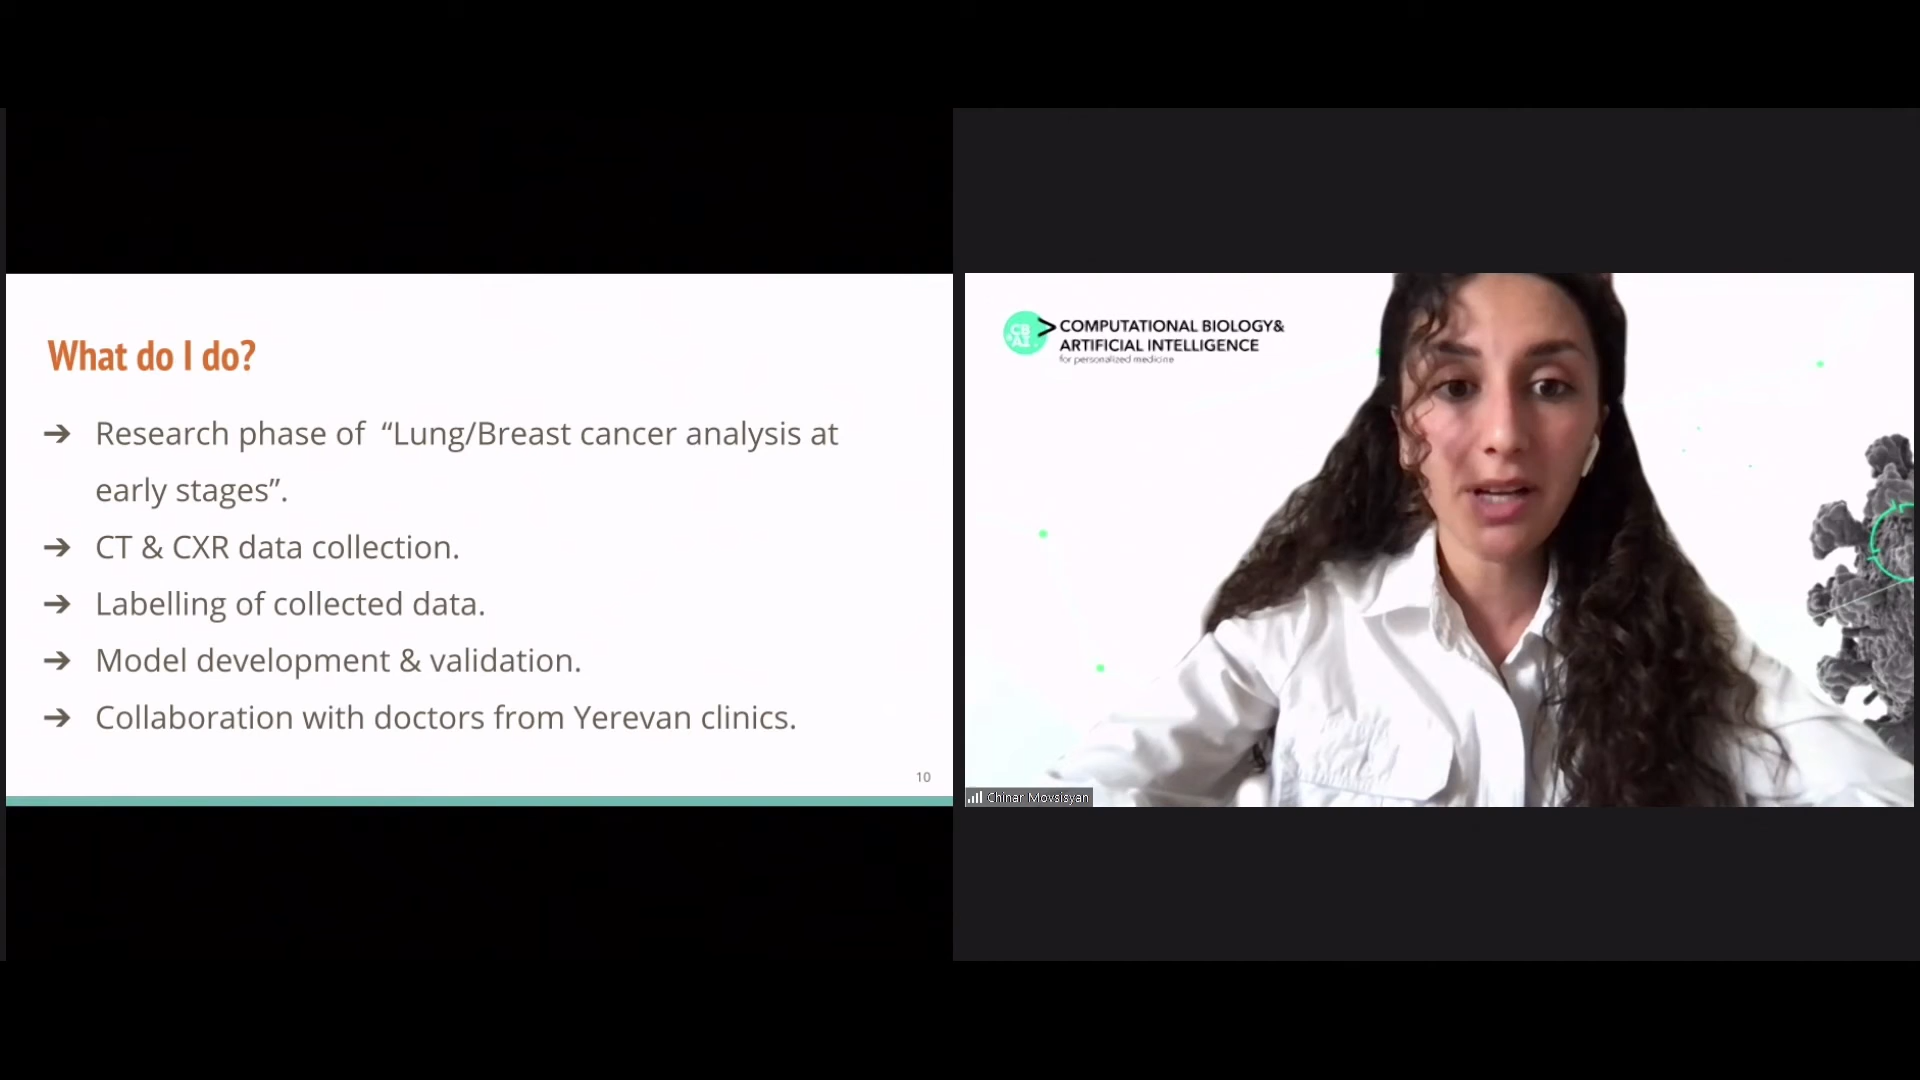 What do I do?
➔ Research phase of “Lung/Breast cancer analysis at
early stages”.
➔ CT & CXR data collection.
➔ Labelling of collected data.
➔ Model development & validation.
➔ Collaboration with doctors from Yerevan clinics.
10
CB
AI
COMPUTATIONAL BIOLOGY&
ARTIFICIAL INTELLIGENCE
for personalized medicine
Chinar Movsisyan